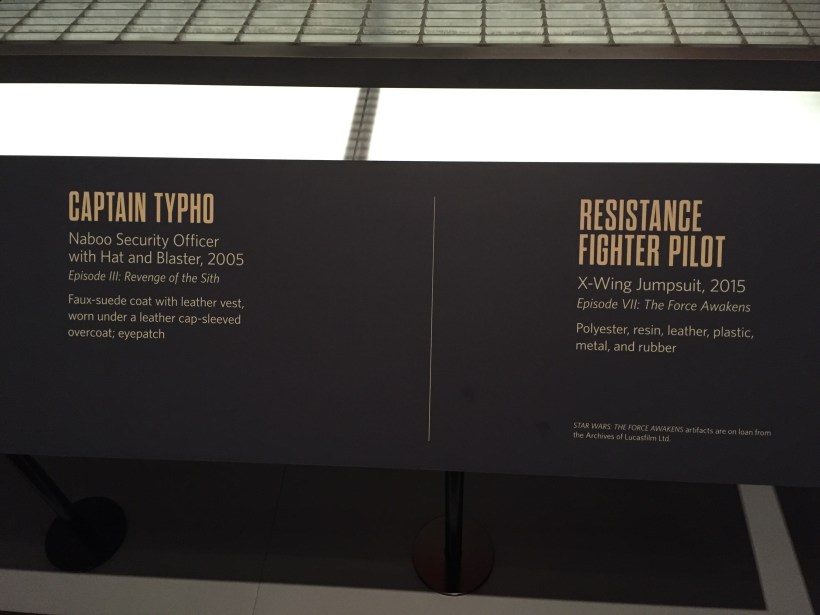 CAPTAIN TYPHO
Naboo Security Officer
with Hat and Blaster, 2005
Episode III: Revenge of the Sith
Faux-suede coat with leather vest,
worn under a leather cap-sleeved
overcoat; eyepatch
RESISTANCE
FIGHTER PILOT
X-Wing Jumpsuit, 2015
Episode VII: The Force Awakens
Polyester, resin, leather, plastic,
metal, and rubber
STAR WARS: THE FORCE AWAKENS artifacts are on loan from
the Archives of Lucasfilm Ltd.